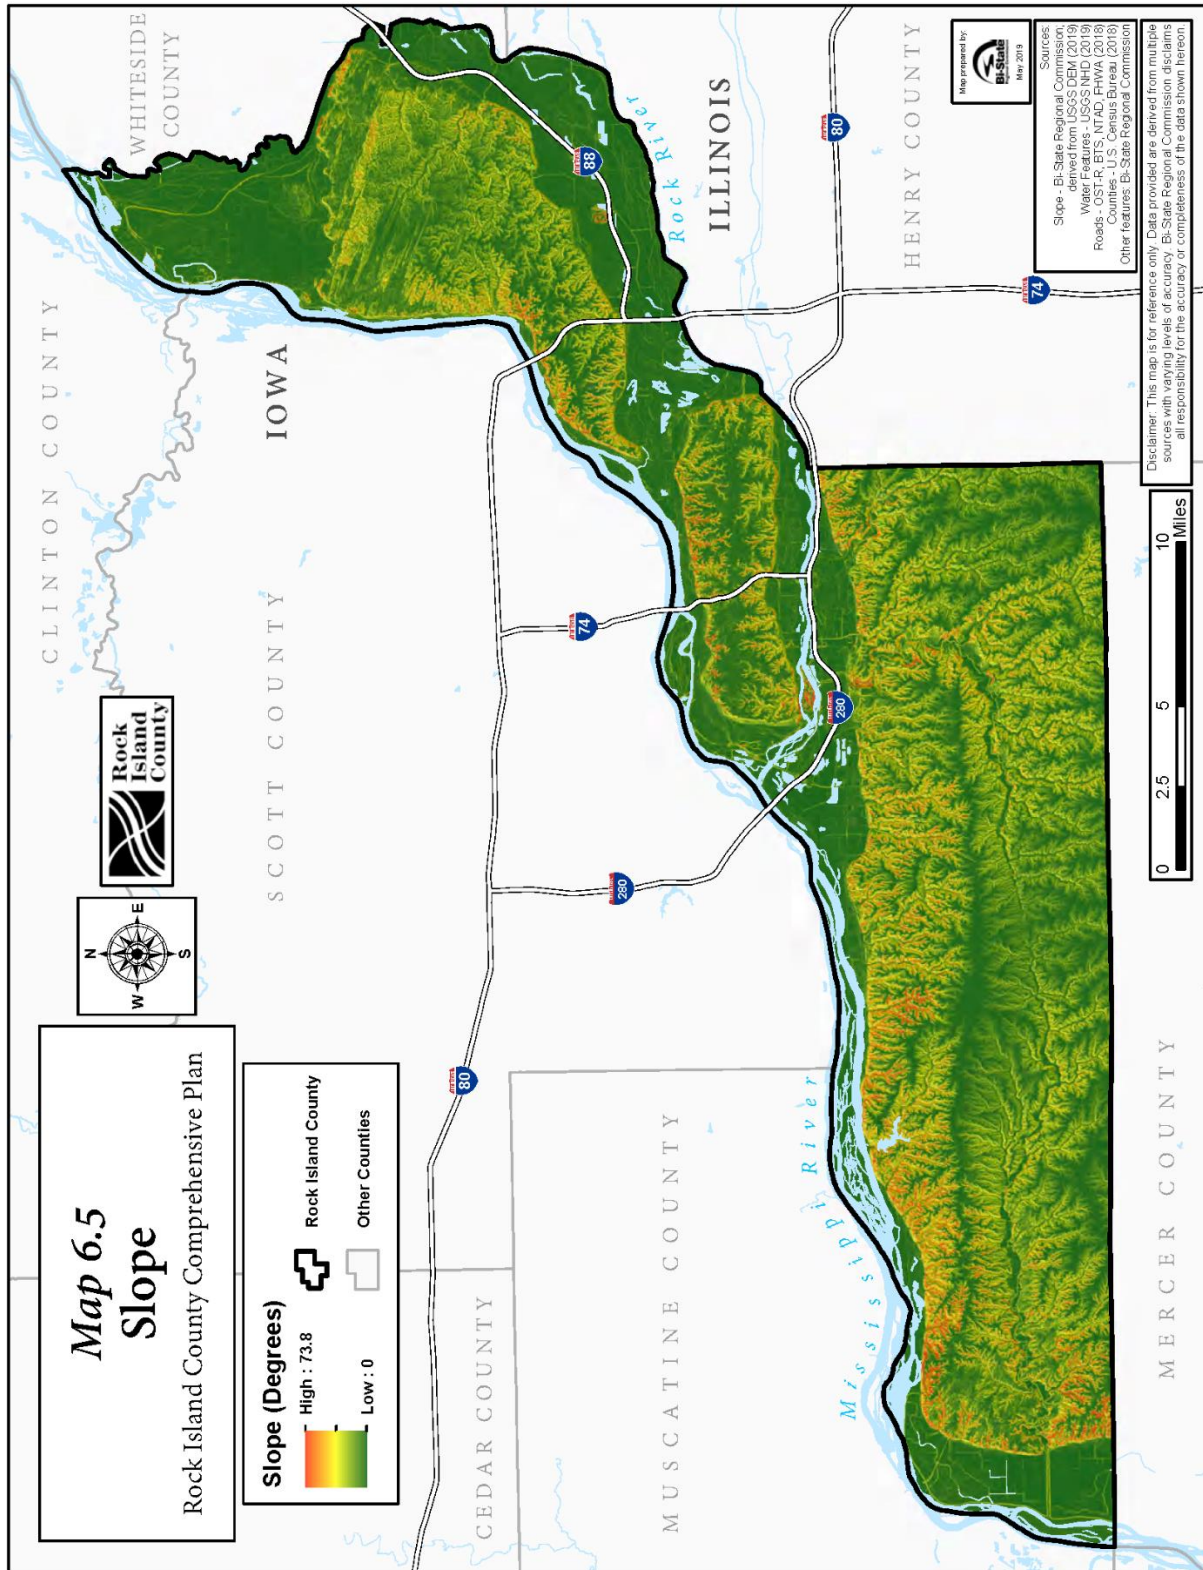 Map 6.5
Slope
Rock Island County Comprehensive Plan
N
W
E
S
Rock
Island
County
Slope (Degrees)
High : 73.8
Low : 0
Rock Island County
Other Counties
CLINTON COUNTY
WHITESIDE
COUNTY
IOWA
SCOTT COUNTY
CEDAR COUNTY
MUSCATINE COUNTY
Mississippi River
Rock River
ILLINOIS
HENRY COUNTY
MERCER COUNTY
80
280
74
88
280
80
74
0
2.5
5
10
Miles
Map prepared by:
Bi-State
May 2019
Sources:
Slope - Bi-State Regional Commission;
derived from USGS DEM (2019)
Water Features - USGS NHD (2019)
Roads - OST-R, BTS, NTAD, FHWA (2018)
Counties - U.S. Census Bureau (2018)
Other features: Bi-State Regional Commission
Disclaimer: This map is for reference only. Data provided are derived from multiple
sources with varying levels of accuracy. Bi-State Regional Commission disclaims
all responsibility for the accuracy or completeness of the data shown hereon.